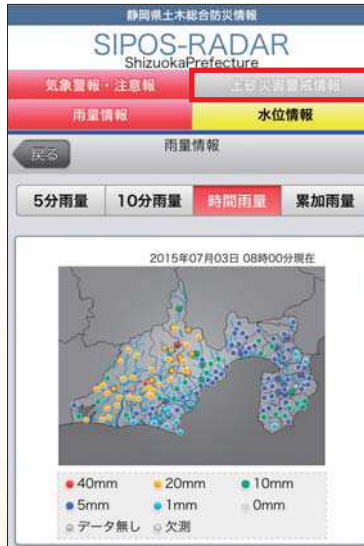 静岡県土木総合防災情報
SIPOS-RADAR
ShizuokaPrefecture
気象警報・注意報
土砂災害警戒情報
雨量情報
水位情報
戻る
雨量情報
5分雨量
10分雨量
時間雨量
累加雨量
2015年07月03日 08時00分現在
40mm
20mm
10mm
5mm
1mm
0mm
データ無し
欠測